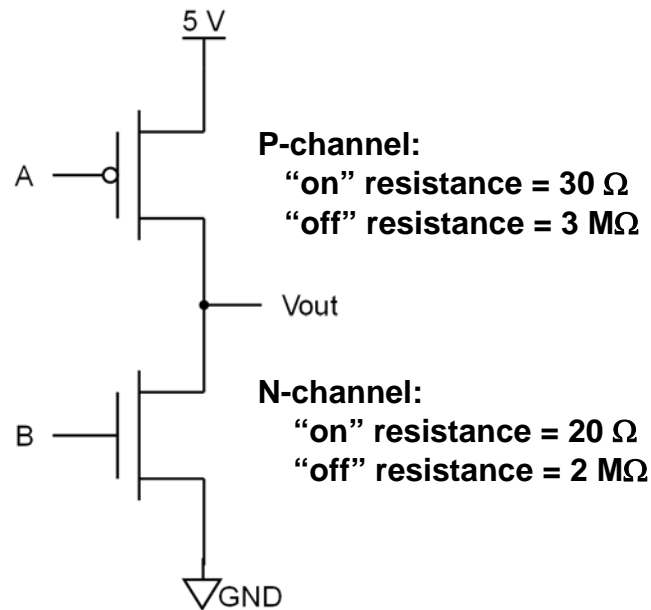 5 V
A
P-channel:
“on” resistance = 30 Ω
“off” resistance = 3 MΩ
Vout
N-channel:
“on” resistance = 20 Ω
“off” resistance = 2 MΩ
B
GND